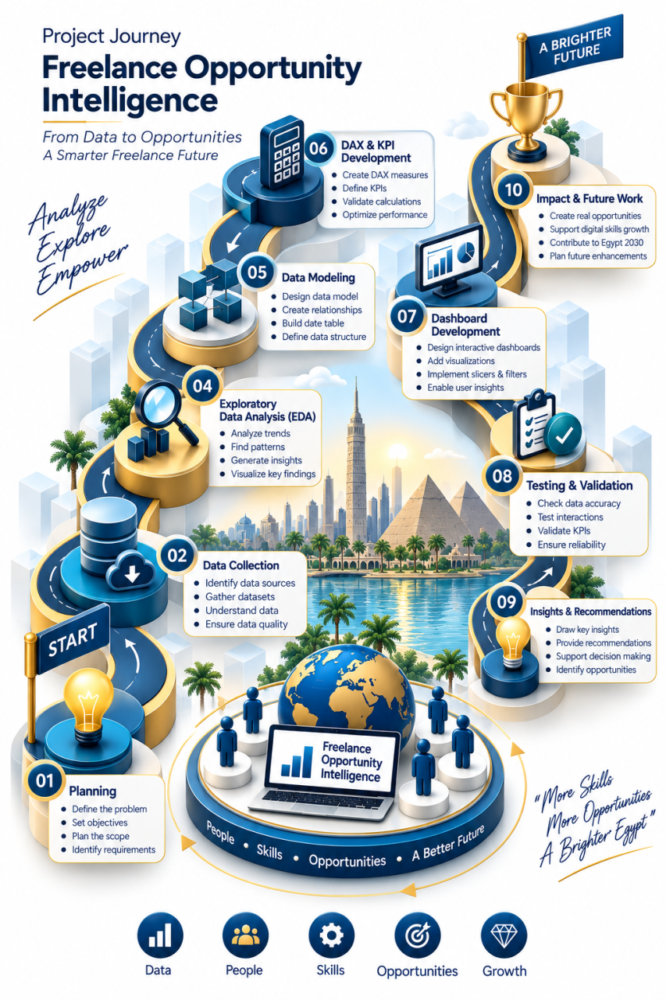 Project Journey
Freelance Opportunity
Intelligence
From Data to Opportunities
A Smarter Freelance Future
Analyze
Explore
Empower
A BRIGHTER
FUTURE
06
DAX & KPI
Development
Create DAX measures
Define KPIs
Validate calculations
Optimize performance
10
Impact & Future Work
Create real opportunities
Support digital skills growth
Contribute to Egypt 2030
Plan future enhancements
05
Data Modeling
Design data model
Create relationships
Build date table
Define data structure
07
Dashboard
Development
Design interactive dashboards
Add visualizations
Implement slicers & filters
Enable user insights
04
Exploratory
Data Analysis (EDA)
Analyze trends
Find patterns
Generate insights
Visualize key findings
08
Testing & Validation
Check data accuracy
Test interactions
Validate KPIs
Ensure reliability
02
Data Collection
Identify data sources
Gather datasets
Understand data
Ensure data quality
09
Insights & Recommendations
Draw key insights
Provide recommendations
Support decision making
Identify opportunities
START
01
Planning
Define the problem
Set objectives
Plan the scope
Identify requirements
Freelance
Opportunity
Intelligence
People • Skills • Opportunities • A Better Future
"More Skills
More Opportunities
A Brighter Egypt"
Data
People
Skills
Opportunities
Growth